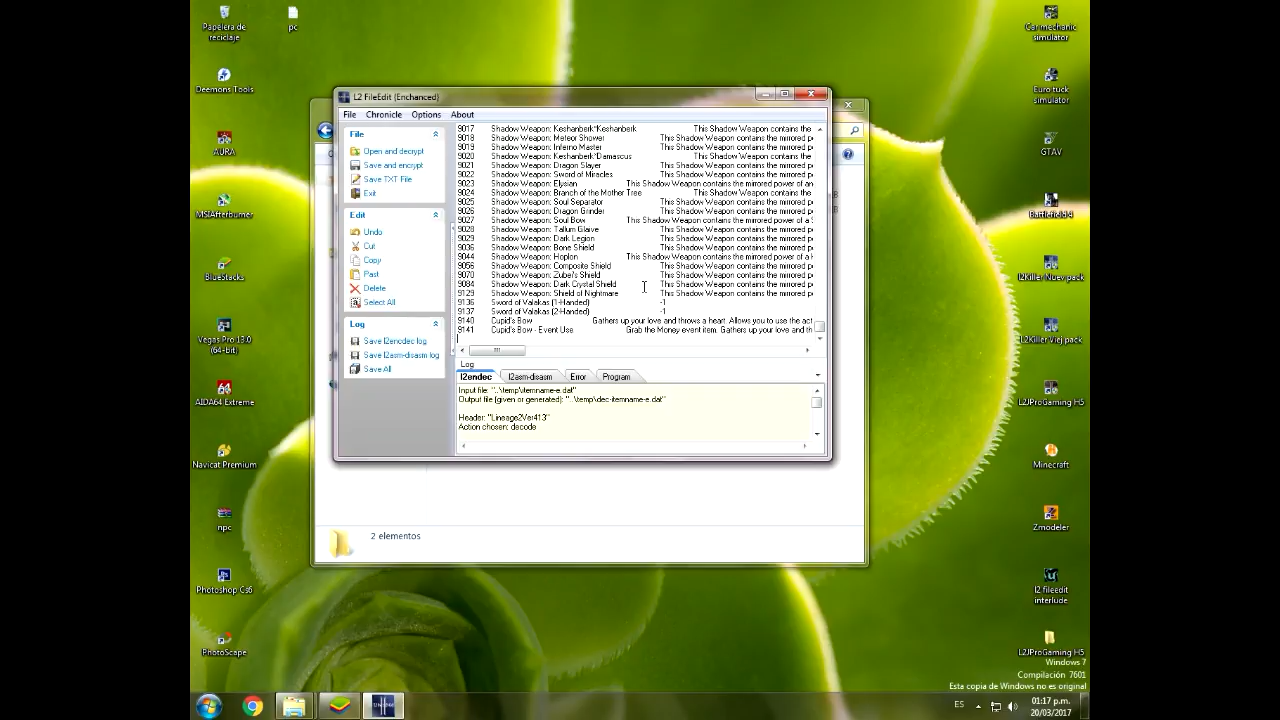 Papelera de
reciclaje
pc
Deemons Tools
AURA
MSIAfterburner
BlueStacks
Vegas Pro 13.0
(64-bit)
AIDA64 Extreme
Navicat Premium
npc
Photoshop Cs6
PhotoScape
L2 FileEdit (Enchanced)
File Chronicle Options About
File
Open and decrypt
Save and encrypt
Save TXT File
Exit
Edit
Undo
Cut
Copy
Paste
Delete
Select All
Log
Save l2encdec log
Save l2asm-disasm log
Save All
9017 Shadow Weapon: Keshanberk*Keshanberk This Shadow Weapon contains the
9018 Shadow Weapon: Meteor Shower This Shadow Weapon contains the mirrored po
9019 Shadow Weapon: Inferno Master This Shadow Weapon contains the mirrored po
9020 Shadow Weapon: Keshanberk*Damascus This Shadow Weapon contains the
9021 Shadow Weapon: Dragon Slayer This Shadow Weapon contains the mirrored po
9022 Shadow Weapon: Sword of Miracles This Shadow Weapon contains the mirrored po
9023 Shadow Weapon: Elysian This Shadow Weapon contains the mirrored power of an
9024 Shadow Weapon: Branch of the Mother Tree This Shadow Weapon contains the
9025 Shadow Weapon: Soul Separator This Shadow Weapon contains the mirrored po
9026 Shadow Weapon: Dragon Grinder This Shadow Weapon contains the mirrored po
9027 Shadow Weapon: Soul Bow This Shadow Weapon contains the mirrored power of a S
9028 Shadow Weapon: Tallum Glaive This Shadow Weapon contains the mirrored po
9029 Shadow Weapon: Dark Legion This Shadow Weapon contains the mirrored po
9036 Shadow Weapon: Bone Shield This Shadow Weapon contains the mirrored po
9044 Shadow Weapon: Hoplon This Shadow Weapon contains the mirrored power of a H
9056 Shadow Weapon: Composite Shield This Shadow Weapon contains the mirrored po
9070 Shadow Weapon: Zubei's Shield This Shadow Weapon contains the mirrored po
9084 Shadow Weapon: Dark Crystal Shield This Shadow Weapon contains the mirrored po
9129 Shadow Weapon: Shield of Nightmare This Shadow Weapon contains the mirrored po
9136 Sword of Valakas (1-Handed) -1
9137 Sword of Valakas (2-Handed) -1
9140 Cupid's Bow Gathers up your love and throws a heart. Allows you to use the act
9141 Cupid's Bow - Event Use Grab the Money event item. Gathers up your love and th
Log
l2endec l2asm-disasm Error Program
Input file: "..\temp\itemname-e.dat"
Output file (given or generated): "..\temp\dec-itemname-e.dat"
Header: "Lineage2Ver413"
Action chosen: decode
2 elementos
Car mechanic
simulator
Euro tuck
simulator
GTAV
Battlefield 4
L2Killer Nuev pack
L2Killer Viej pack
L2JProGaming H5
Minecraft
Zmodeler
l2 fileedit
interlude
L2JProGaming H5
Windows 7
Compilación 7601
Esta copia de Windows no es original
ES
01:17 p.m.
20/03/2017